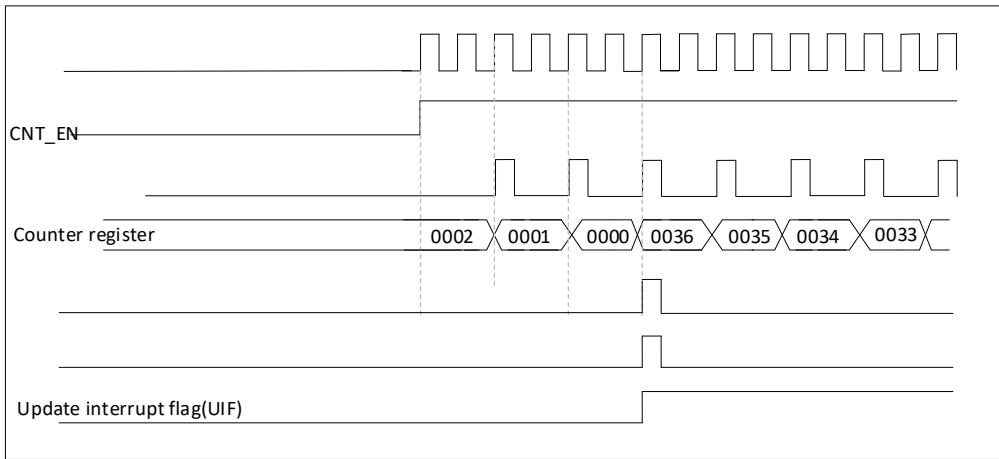 CNT_EN
Counter register 0002 0001 0000 0036 0035 0034 0033
Update interrupt flag(UIF)